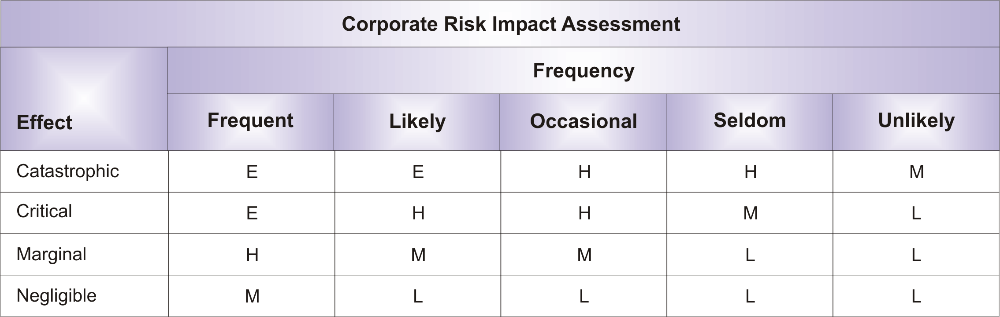 Corporate Risk Impact Assessment
Frequency
Effect Frequent Likely Occasional Seldom Unlikely
Catastrophic E E H H M
Critical E H H M L
Marginal H M M L L
Negligible M L L L L